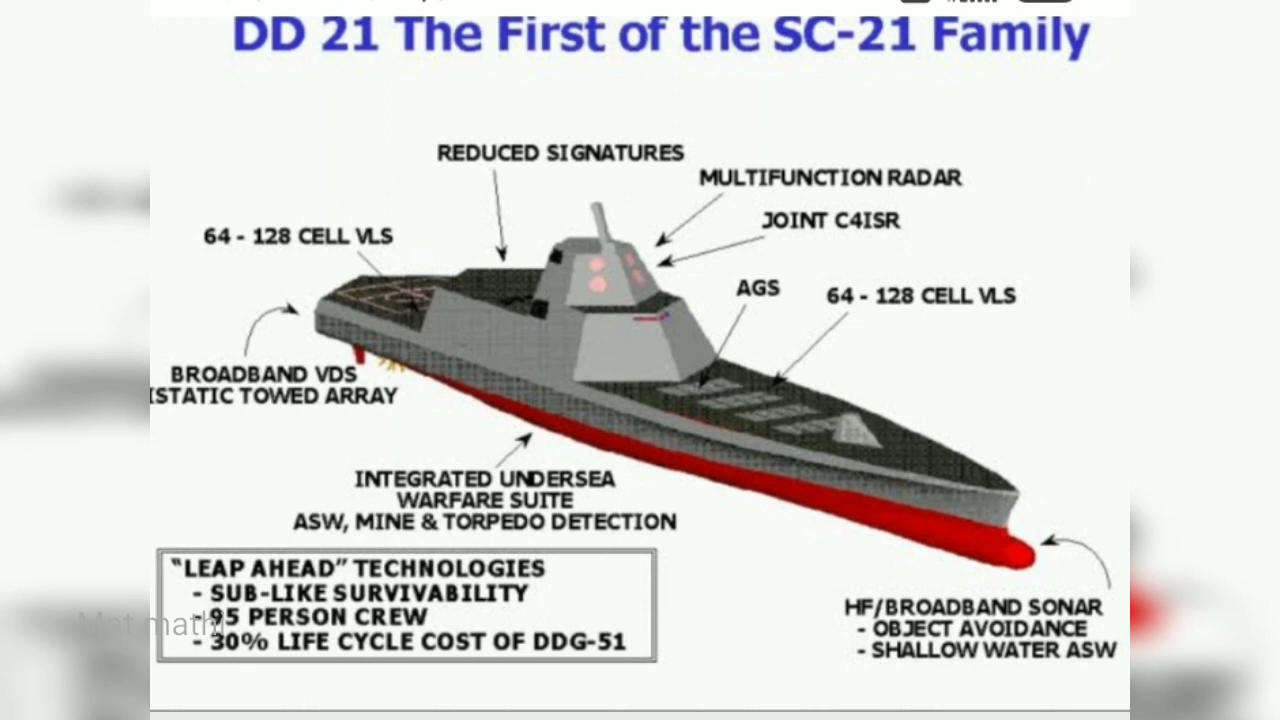 DD 21 The First of the SC-21 Family
REDUCED SIGNATURES
MULTIFUNCTION RADAR
JOINT C4ISR
64 - 128 CELL VLS
AGS
64 - 128 CELL VLS
BROADBAND VDS
ISTATIC TOWED ARRAY
INTEGRATED UNDERSEA
WARFARE SUITE
ASW, MINE & TORPEDO DETECTION
"LEAP AHEAD" TECHNOLOGIES
- SUB-LIKE SURVIVABILITY
- 95 PERSON CREW
- 30% LIFE CYCLE COST OF DDG-51
HF/BROADBAND SONAR
- OBJECT AVOIDANCE
- SHALLOW WATER ASW
Mat math